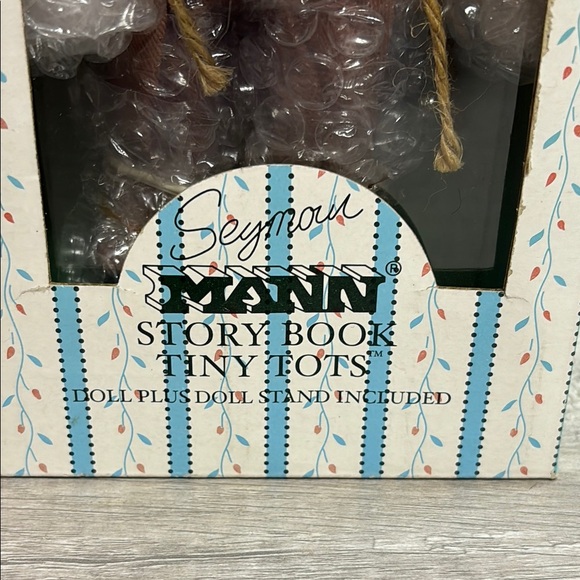 Seymour
MANN®
STORY BOOK
TINY TOTS™
DOLL PLUS DOLL STAND INCLUDED